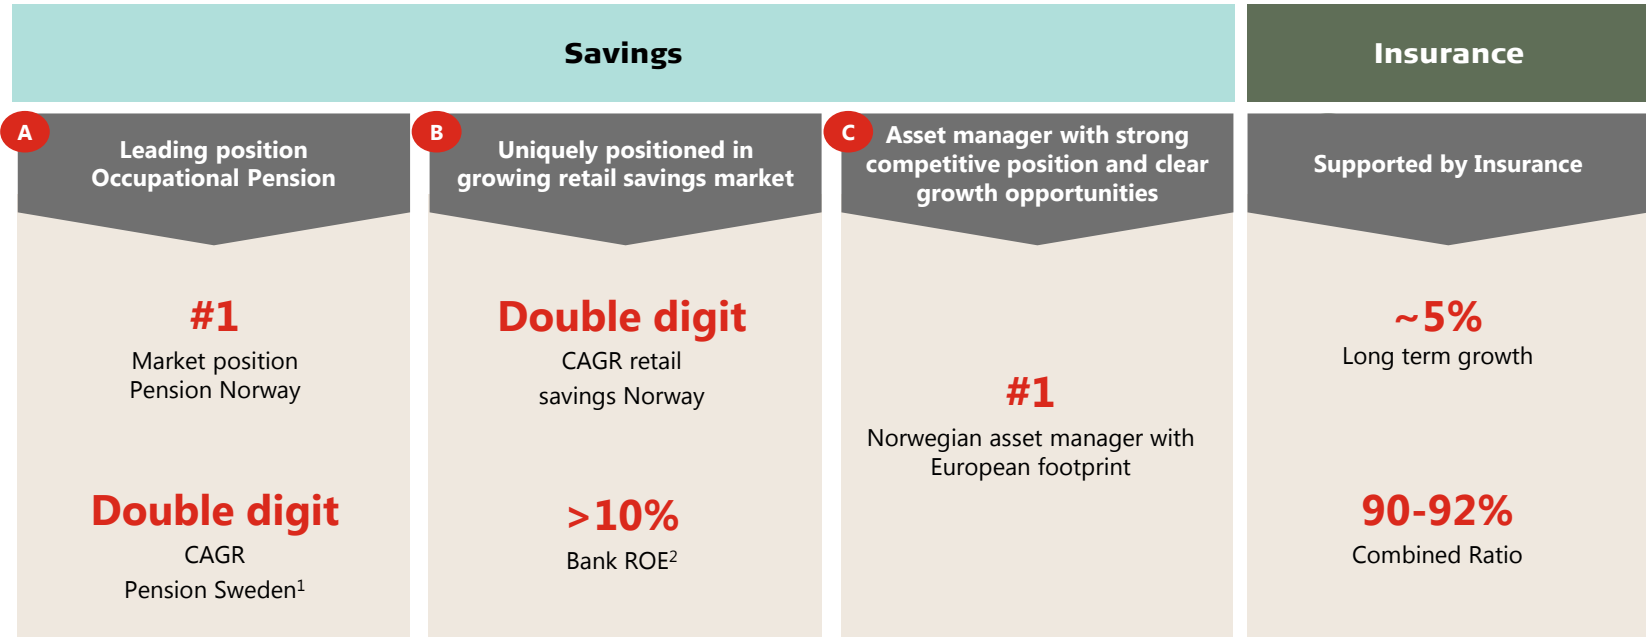 Savings
Insurance
A
Leading position
Occupational Pension
#1
Market position
Pension Norway
Double digit
CAGR
Pension Sweden1
B
Uniquely positioned in
growing retail savings market
Double digit
CAGR retail
savings Norway
>10%
Bank ROE2
C
Asset manager with strong
competitive position and clear
growth opportunities
#1
Norwegian asset manager with
European footprint
Supported by Insurance
~5%
Long term growth
90-92%
Combined Ratio